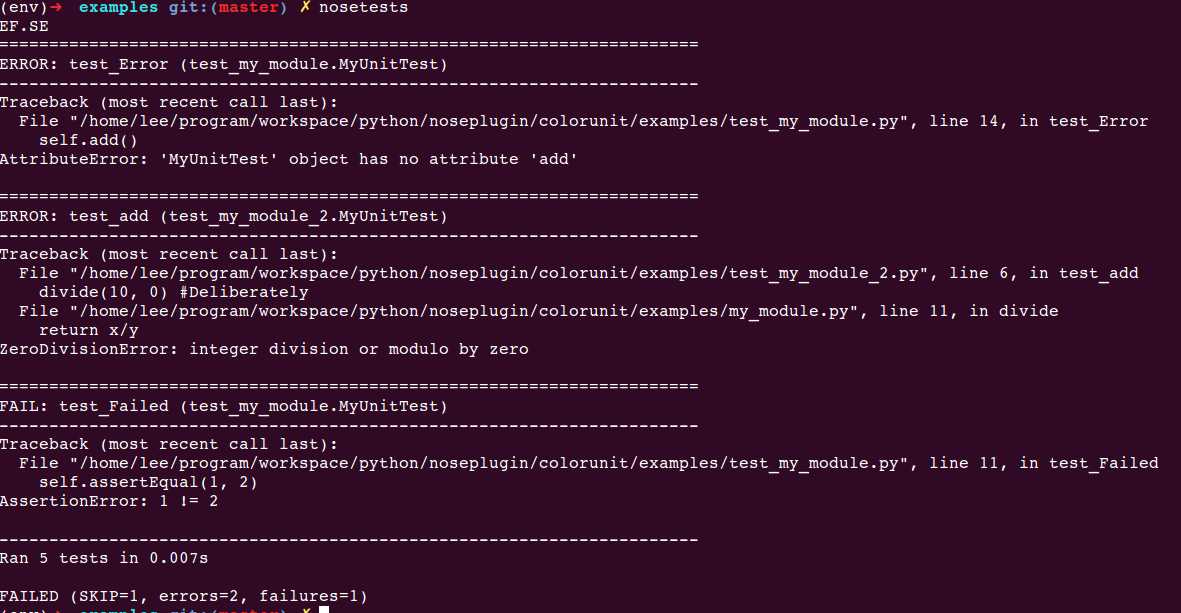 (env)➜  examples git:(master) ✗ nosetests
EF.SE
======================================================================
ERROR: test_Error (test_my_module.MyUnitTest)
----------------------------------------------------------------------
Traceback (most recent call last):
  File "/home/lee/program/workspace/python/noseplugin/colorunit/examples/test_my_module.py", line 14, in test_Error
    self.add()
AttributeError: 'MyUnitTest' object has no attribute 'add'

======================================================================
ERROR: test_add (test_my_module_2.MyUnitTest)
----------------------------------------------------------------------
Traceback (most recent call last):
  File "/home/lee/program/workspace/python/noseplugin/colorunit/examples/test_my_module_2.py", line 6, in test_add
    divide(10, 0) #Deliberately
  File "/home/lee/program/workspace/python/noseplugin/colorunit/examples/my_module.py", line 11, in divide
    return x/y
ZeroDivisionError: integer division or modulo by zero

======================================================================
FAIL: test_Failed (test_my_module.MyUnitTest)
----------------------------------------------------------------------
Traceback (most recent call last):
  File "/home/lee/program/workspace/python/noseplugin/colorunit/examples/test_my_module.py", line 11, in test_Failed
    self.assertEqual(1, 2)
AssertionError: 1 != 2

----------------------------------------------------------------------
Ran 5 tests in 0.007s

FAILED (SKIP=1, errors=2, failures=1)
(env)➜  examples git:(master) ✗